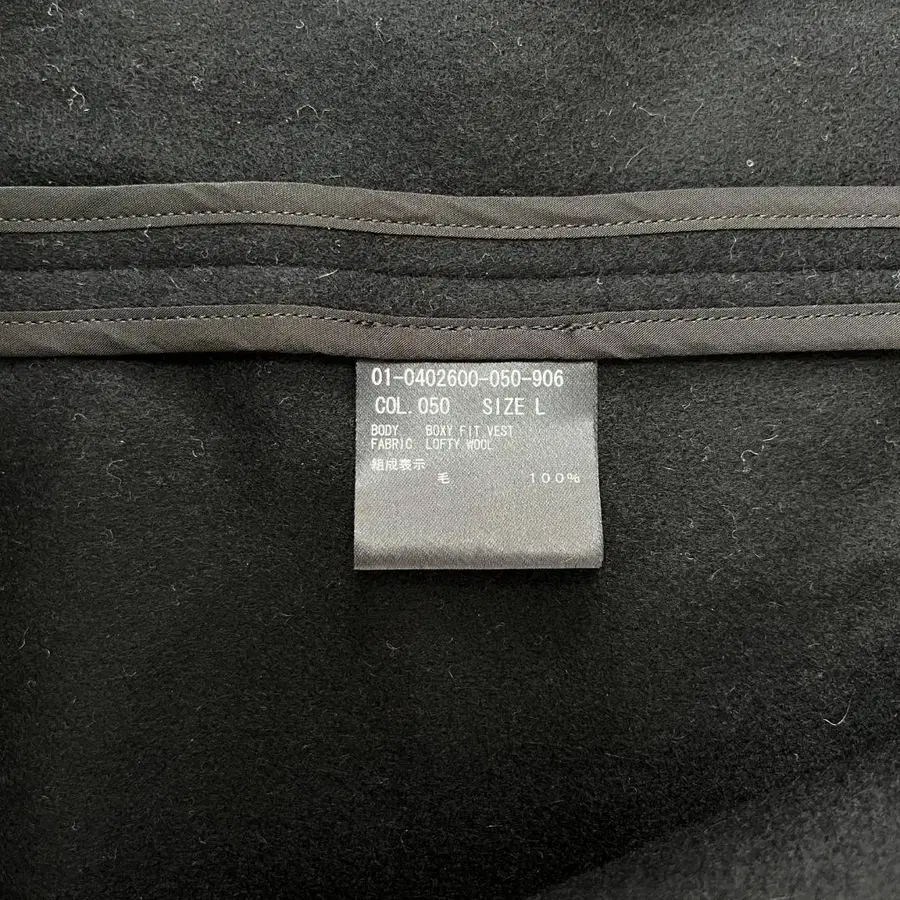 01-0402600-050-906
COL.050 SIZE L
BODY BOXY FIT VEST
FABRIC LOFTY WOOL
組成表示
毛 100%